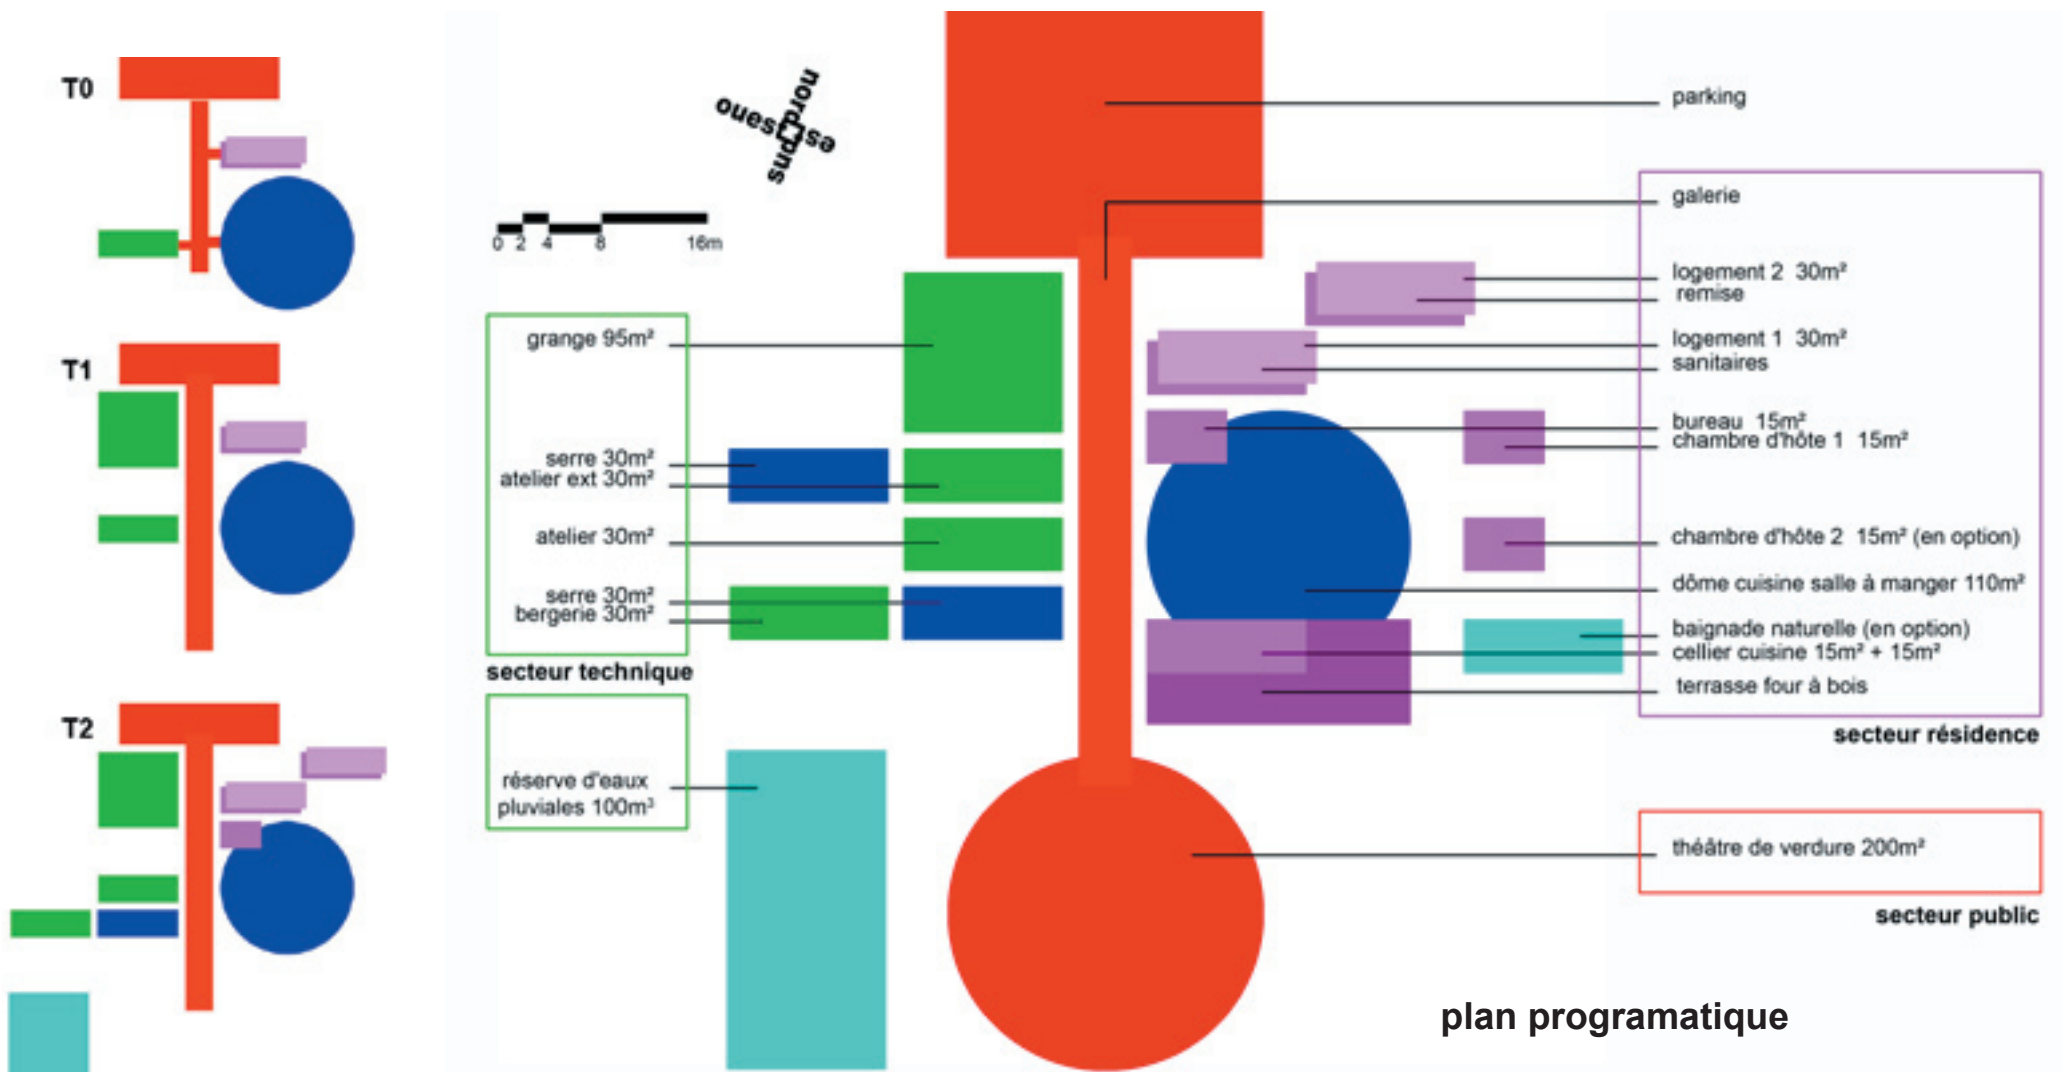 T0
T1
T2
nord
sud
0 2 4 8 16m
grange 95m²
serre 30m²
atelier ext 30m²
atelier 30m²
serre 30m²
bergerie 30m²
secteur technique
réserve d'eaux
pluviales 100m³
parking
galerie
logement 2 30m²
remise
logement 1 30m²
sanitaires
bureau 15m²
chambre d'hôte 1 15m²
chambre d'hôte 2 15m² (en option)
dôme cuisine salle à manger 110m²
baignade naturelle (en option)
cellier cuisine 15m² + 15m²
terrasse four à bois
secteur résidence
théâtre de verdure 200m²
secteur public
plan programatique